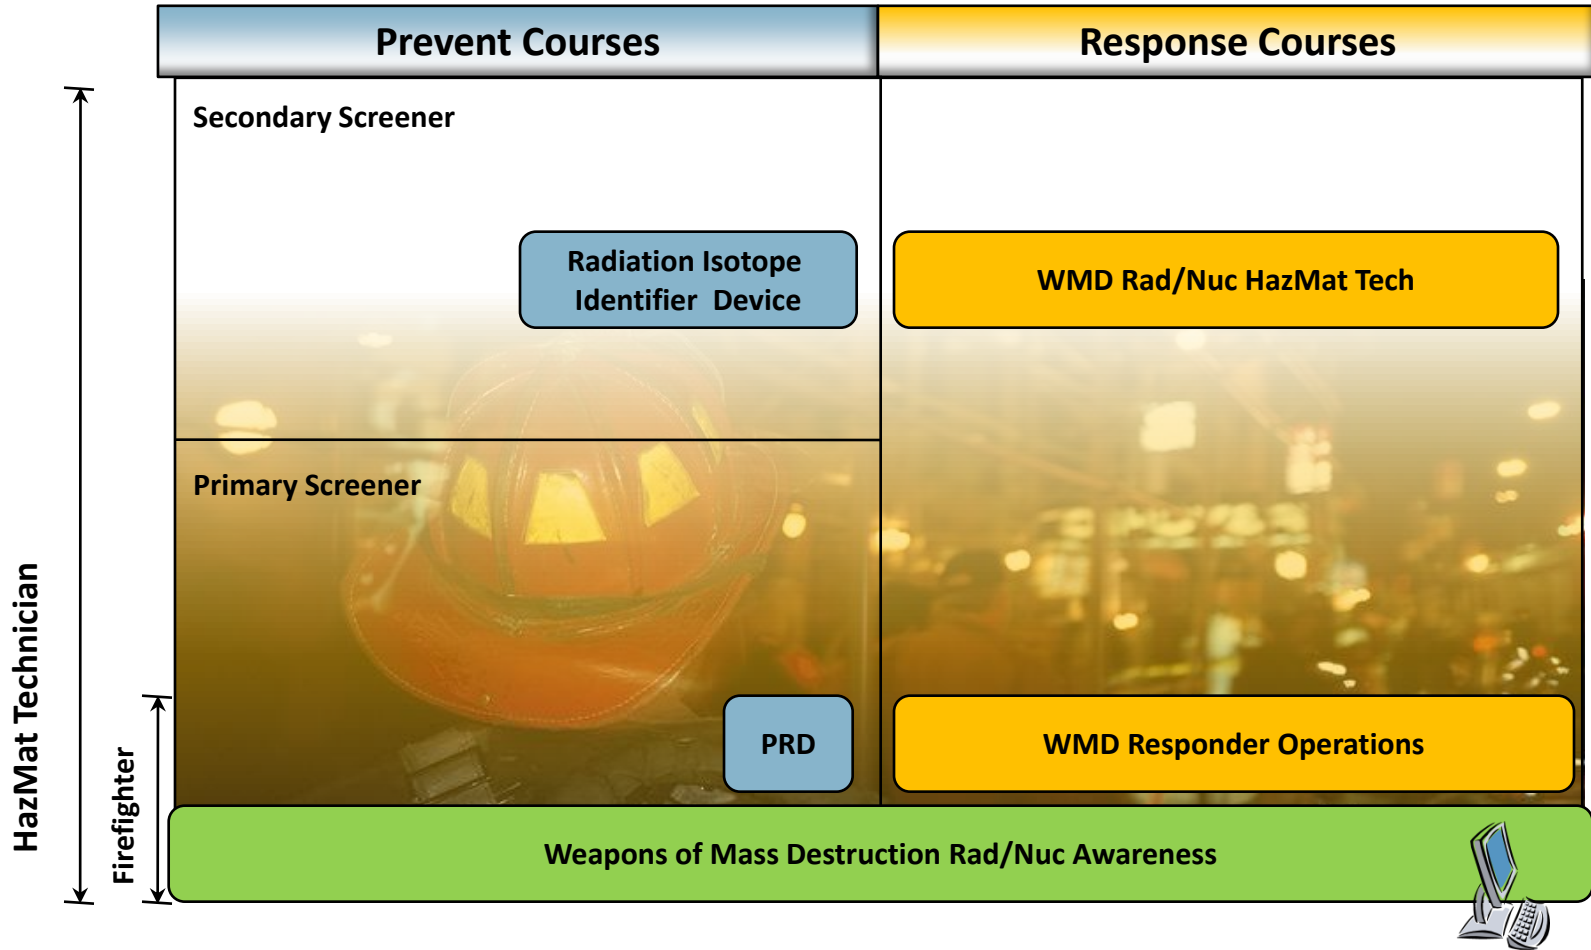 Prevent Courses
Response Courses
Secondary Screener
Radiation Isotope
Identifier Device
WMD Rad/Nuc HazMat Tech
Primary Screener
PRD
WMD Responder Operations
Weapons of Mass Destruction Rad/Nuc Awareness
HazMat Technician
Firefighter